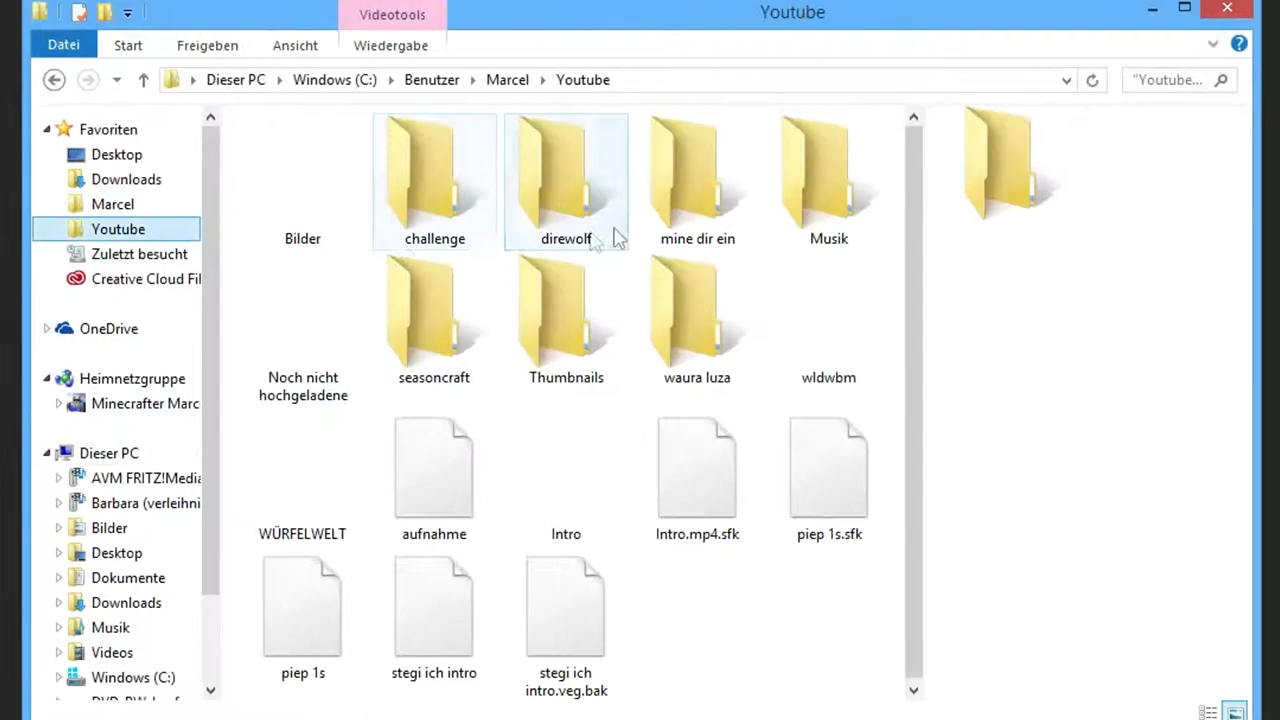 Videotools
Youtube
Datei
Start
Freigeben
Ansicht
Wiedergabe
Dieser PC
Windows (C:)
Benutzer
Marcel
Youtube
"Youtube...
Favoriten
Desktop
Downloads
Marcel
Youtube
Zuletzt besucht
Creative Cloud Fil
OneDrive
Heimnetzgruppe
Minecrafter Marc
Dieser PC
AVM FRITZ!Media
Barbara (verleihni
Bilder
Desktop
Dokumente
Downloads
Musik
Videos
Windows (C:)
Bilder
challenge
direwolf
mine dir ein
Musik
Noch nicht
hochgeladene
seasoncraft
Thumbnails
waura luza
wldwbm
WÜRFELWELT
aufnahme
Intro
Intro.mp4.sfk
piep 1s.sfk
piep 1s
stegi ich intro
stegi ich
intro.veg.bak